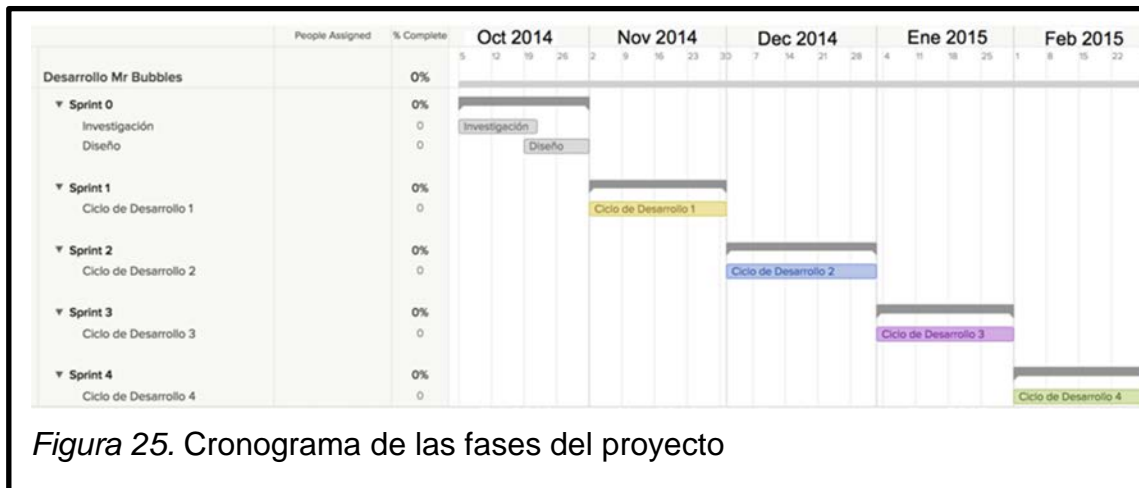 People Assigned % Complete Oct 2014 Nov 2014 Dec 2014 Ene 2015 Feb 2015
5 12 19 26 2 9 16 23 30 7 14 21 28 4 11 18 25 1 8 15 22
Desarrollo Mr Bubbles 0%
Sprint 0 0%
Investigación 0 Investigación
Diseño 0 Diseño
Sprint 1 0%
Ciclo de Desarrollo 1 0 Ciclo de Desarrollo 1
Sprint 2 0%
Ciclo de Desarrollo 2 0 Ciclo de Desarrollo 2
Sprint 3 0%
Ciclo de Desarrollo 3 0 Ciclo de Desarrollo 3
Sprint 4 0%
Ciclo de Desarrollo 4 0 Ciclo de Desarrollo 4
Figura 25. Cronograma de las fases del proyecto